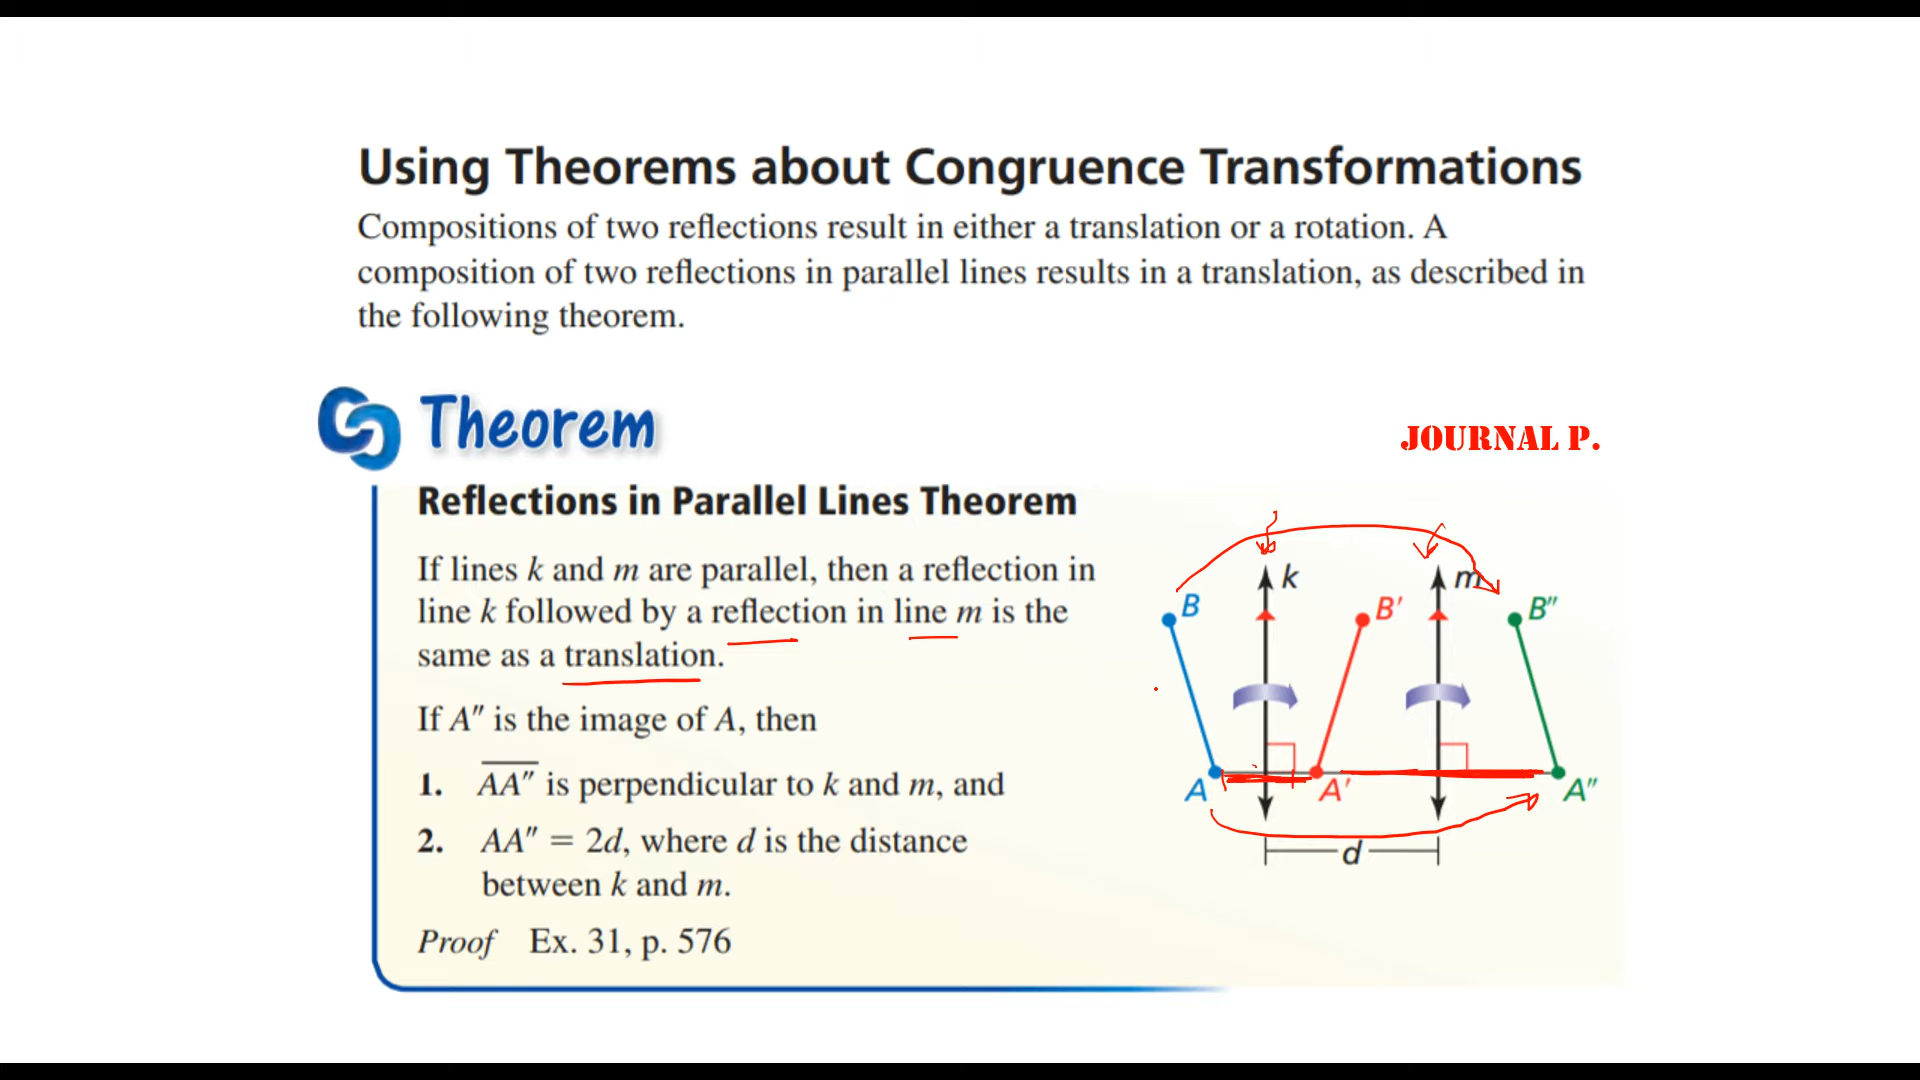 Using Theorems about Congruence Transformations
Compositions of two reflections result in either a translation or a rotation. A
composition of two reflections in parallel lines results in a translation, as described in
the following theorem.
Theorem
JOURNAL P.
Reflections in Parallel Lines Theorem
If lines k and m are parallel, then a reflection in
line k followed by a reflection in line m is the
same as a translation.
If A″ is the image of A, then
1. A̅A̅″̅ is perpendicular to k and m, and
2. AA″ = 2d, where d is the distance
between k and m.
Proof Ex. 31, p. 576
k
m
B
B′
B″
A
A′
A″
d